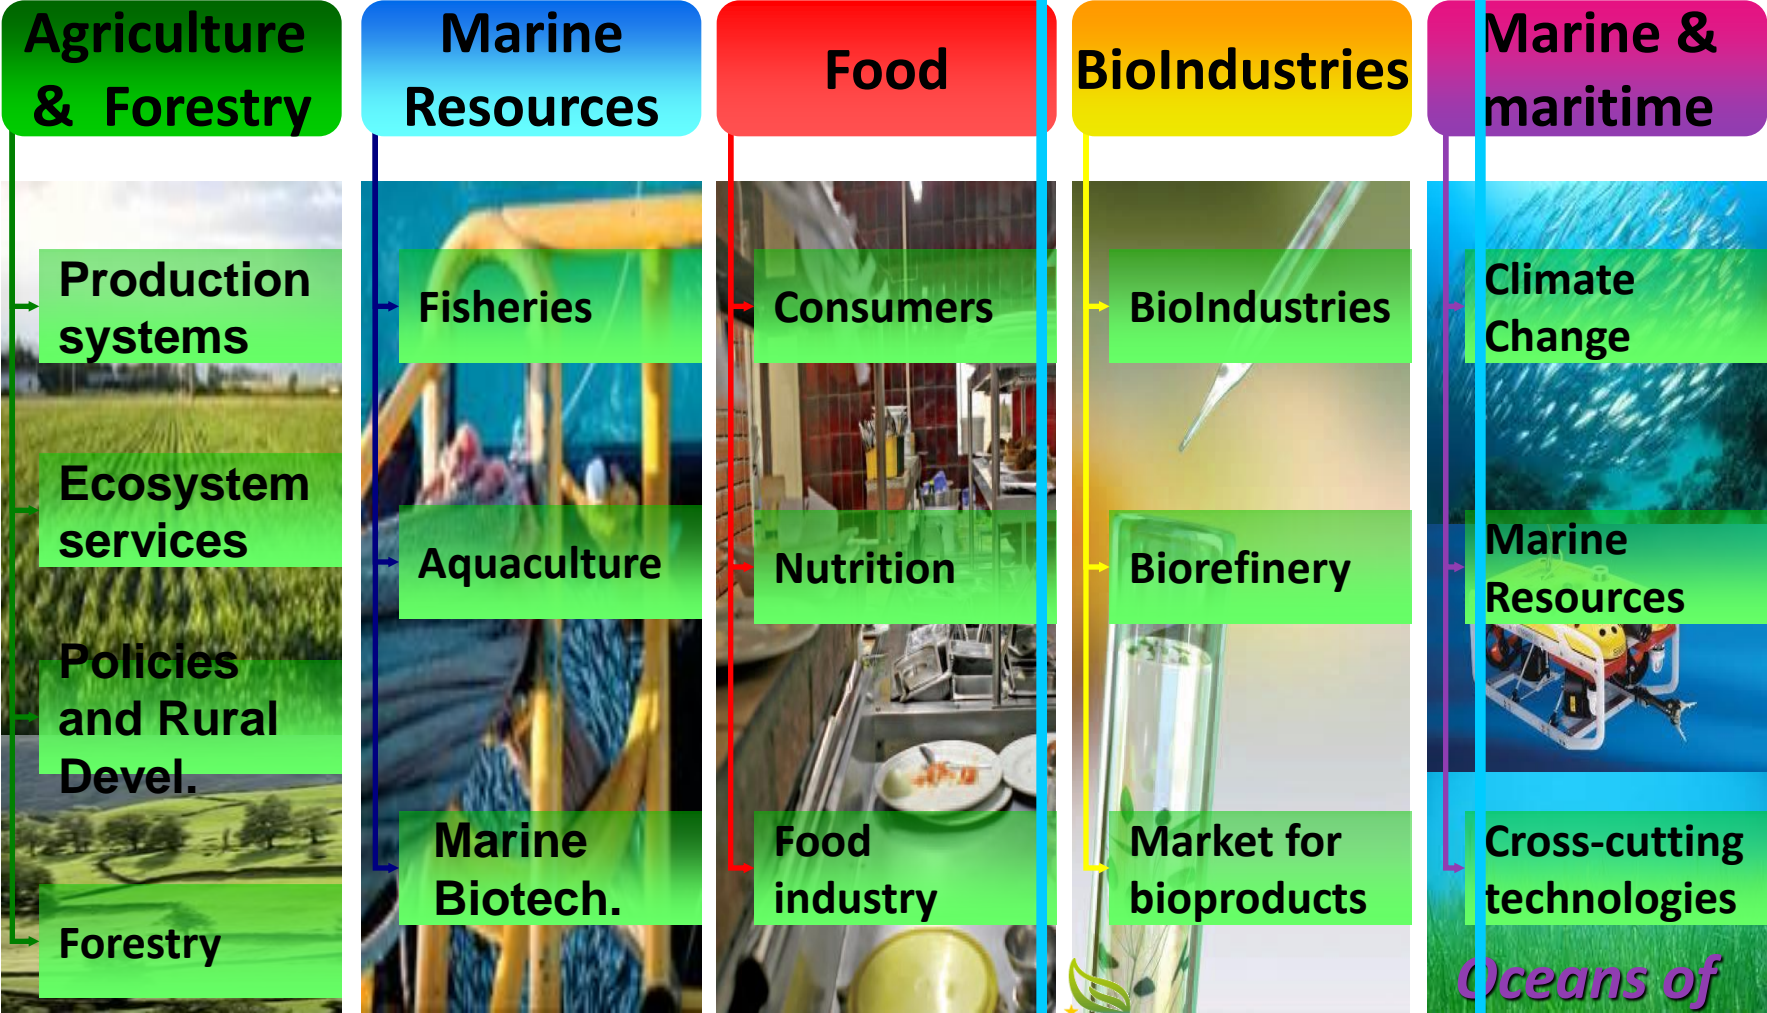 Agriculture
& Forestry
Production
systems
Ecosystem
services
Policies
and Rural
Devel.
Forestry
Marine
Resources
Fisheries
Aquaculture
Marine
Biotech.
Food
Consumers
Nutrition
Food
industry
BioIndustries
BioIndustries
Biorefinery
Market for
bioproducts
Marine &
maritime
Climate
Change
Marine
Resources
Cross-cutting
technologies
Oceans of